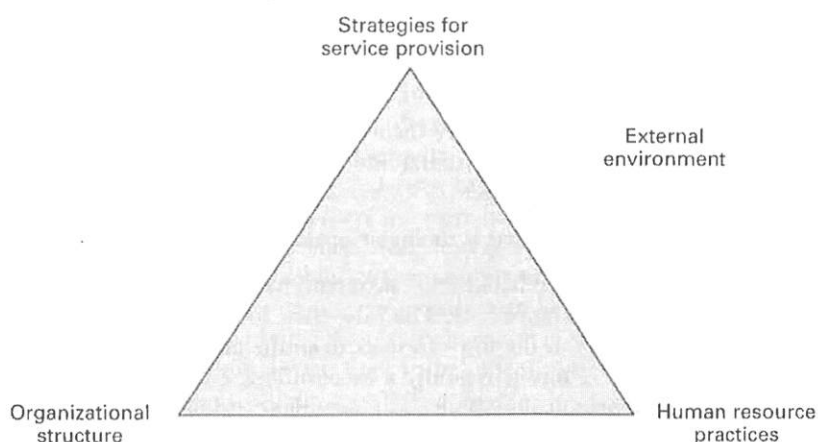 Strategies for
service provision
External
environment
Organizational
structure
Human resource
practices